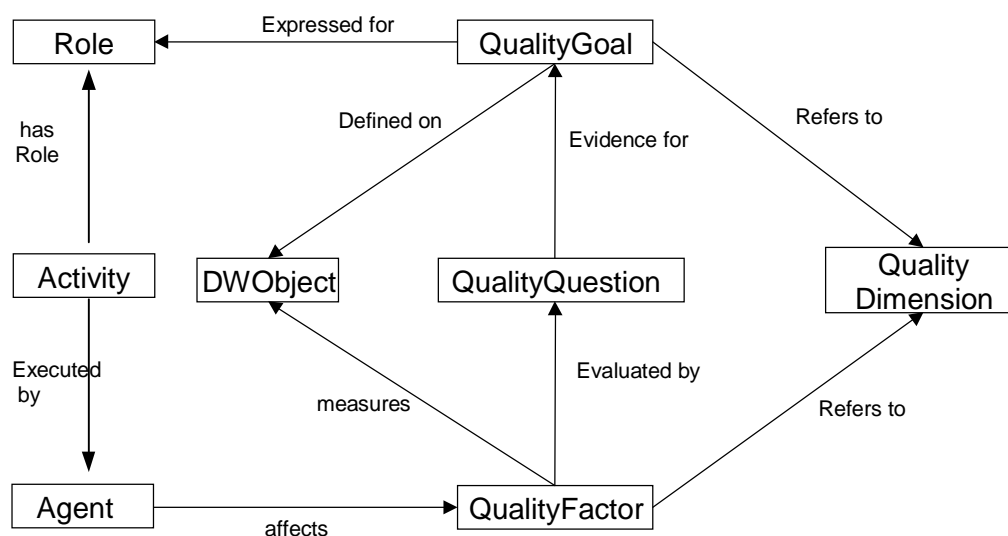 Expressed for
Role
QualityGoal
Defined on
Refers to
has
Role
Evidence for
Activity
DWObject
QualityQuestion
Quality
Dimension
Executed
by
measures
Evaluated by
Refers to
Agent
affects
QualityFactor